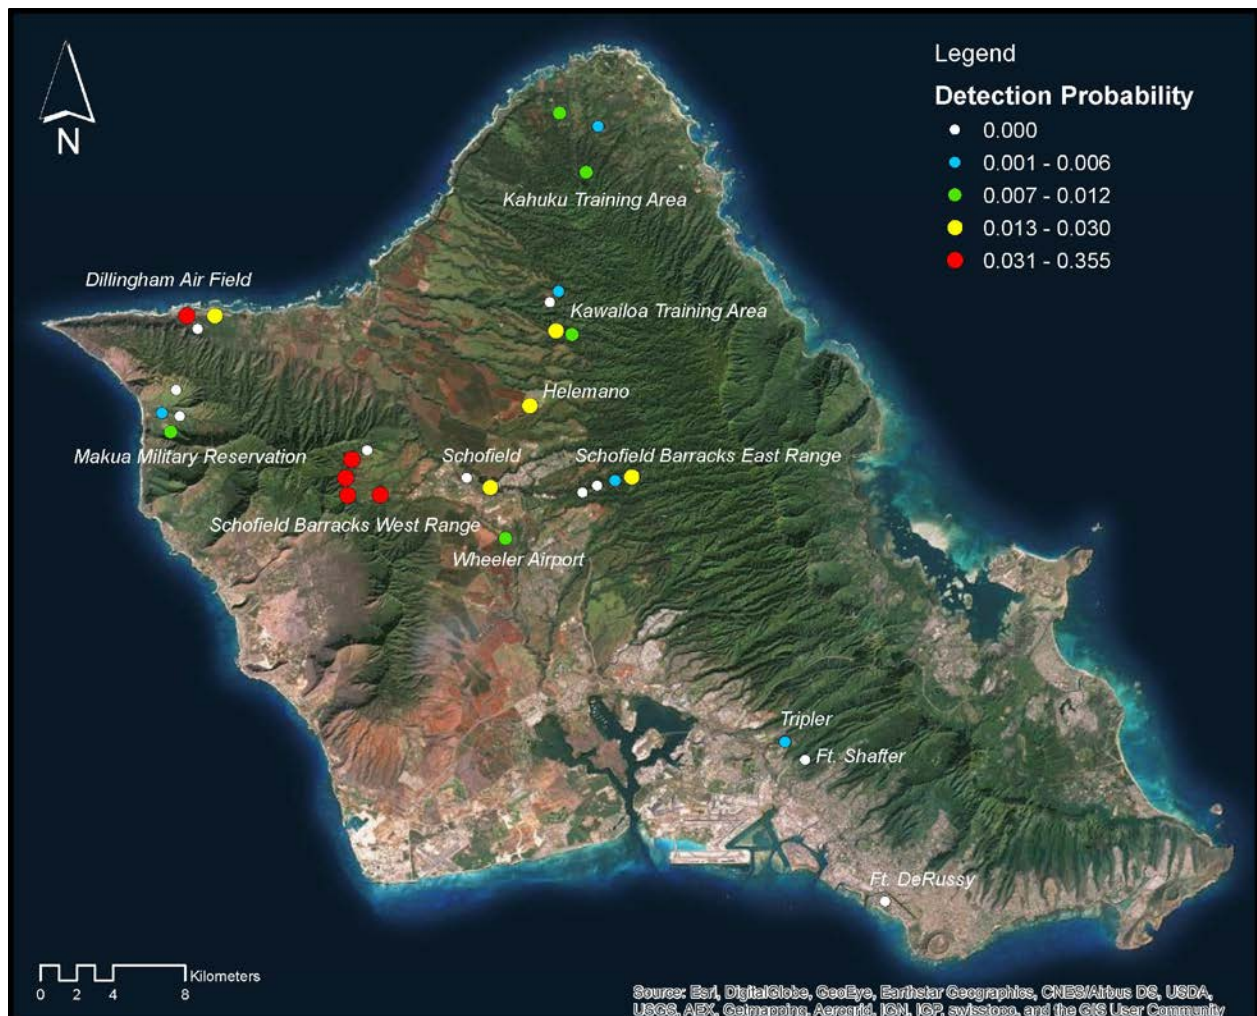 Legend
Detection Probability
0.000
0.001 - 0.006
0.007 - 0.012
0.013 - 0.030
0.031 - 0.355
N
Kahuku Training Area
Dillingham Air Field
Kawailoa Training Area
Helemano
Makua Military Reservation
Schofield
Schofield Barracks East Range
Schofield Barracks West Range
Wheeler Airport
Tripler
Ft. Shaffer
Ft. DeRussy
Kilometers
0 2 4 8
Source: Esri, DigitalGlobe, GeoEye, Earthstar Geographics, CNES/Airbus DS, USDA,
USGS, AEX, Getmapping, Aerogrid, IGN, IGP, swisstopo, and the GIS User Community